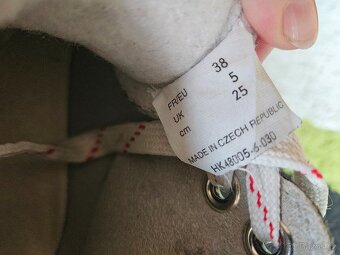 FR/EU 38
UK 5
cm 25
MADE IN CZECH REPUBLIC
HK48005-6-030